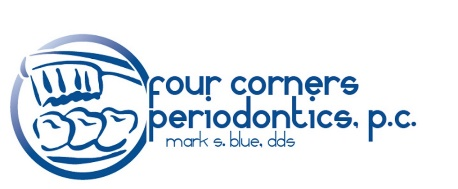 four corners
periodontics, p.c.
mark s. blue, dds